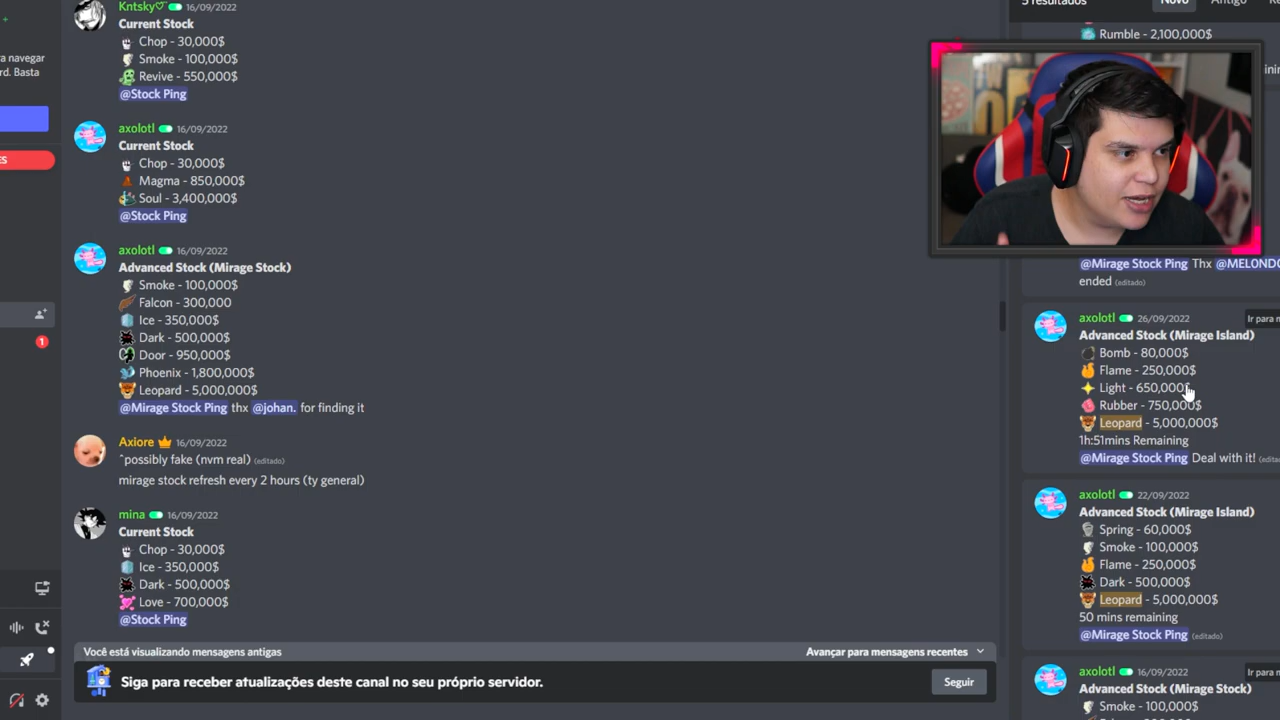 ra navegar
rd. Basta
ES
1
Kntsky♡ 16/09/2022
Current Stock
Chop - 30,000$
Smoke - 100,000$
Revive - 550,000$
@Stock Ping
axolotl 16/09/2022
Current Stock
Chop - 30,000$
Magma - 850,000$
Soul - 3,400,000$
@Stock Ping
axolotl 16/09/2022
Advanced Stock (Mirage Stock)
Smoke - 100,000$
Falcon - 300,000
Ice - 350,000$
Dark - 500,000$
Door - 950,000$
Phoenix - 1,800,000$
Leopard - 5,000,000$
@Mirage Stock Ping thx @johan. for finding it
Axiore 16/09/2022
^possibly fake (nvm real) (editado)
mirage stock refresh every 2 hours (ty general)
mina 16/09/2022
Current Stock
Chop - 30,000$
Ice - 350,000$
Dark - 500,000$
Love - 700,000$
@Stock Ping
Você está visualizando mensagens antigas
Avançar para mensagens recentes
Siga para receber atualizações deste canal no seu próprio servidor.
Seguir
5 resultados
Novo
Antigo
Rumble - 2,100,000$
@Mirage Stock Ping Thx @MELOND
ended (editado)
axolotl 26/09/2022
Ir para
Advanced Stock (Mirage Island)
Bomb - 80,000$
Flame - 250,000$
Light - 650,000$
Rubber - 750,000$
Leopard - 5,000,000$
1h:51mins Remaining
@Mirage Stock Ping Deal with it! (edita
axolotl 22/09/2022
Advanced Stock (Mirage Island)
Spring - 60,000$
Smoke - 100,000$
Flame - 250,000$
Dark - 500,000$
Leopard - 5,000,000$
50 mins remaining
@Mirage Stock Ping (editado)
axolotl 16/09/2022
Ir para
Advanced Stock (Mirage Stock)
Smoke - 100,000$